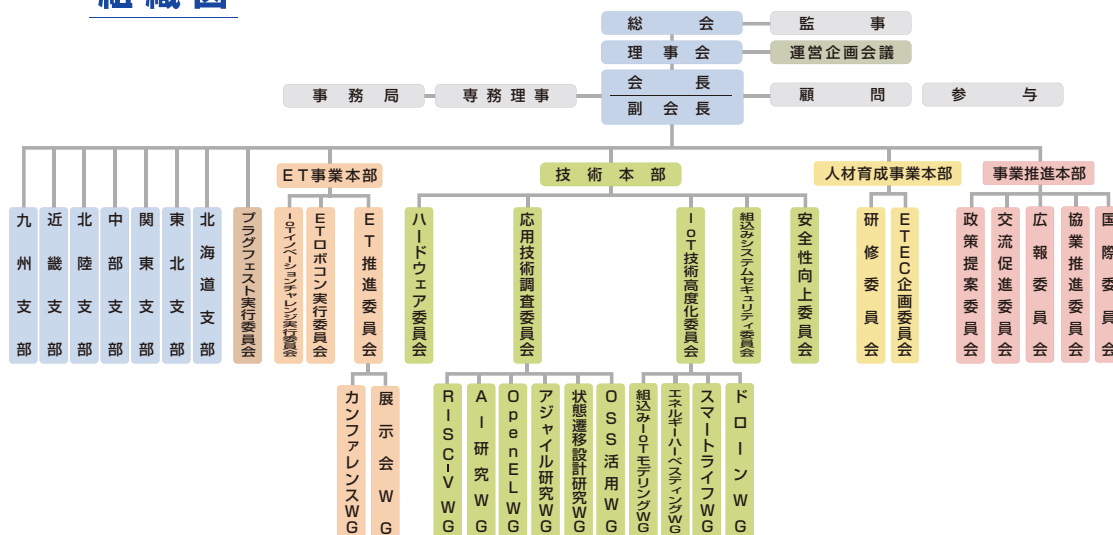 組織図
総会
監事
理事会
運営企画会議
会長
副会長
事務局
専務理事
顧問
参与
ET事業本部
技術本部
人材育成事業本部
事業推進本部
九州支部
近畿支部
北陸支部
中部支部
関東支部
東北支部
北海道支部
プラグフェスト実行委員会
IoTイノベーションチャレンジ実行委員会
ETロボコン実行委員会
ET推進委員会
ハードウェア委員会
応用技術調査委員会
IoT技術高度化委員会
組込みシステムセキュリティ委員会
安全性向上委員会
研修委員会
ETEC企画委員会
政策提案委員会
交流促進委員会
広報委員会
協業推進委員会
国際委員会
カンファレンスWG
展示会WG
RISC-V WG
AI研究WG
OpenEL WG
アジャイル研究WG
状態遷移設計研究WG
OSS活用WG
組込みIoTモデリングWG
エネルギーハーベスティングWG
スマートライフWG
ドローンWG